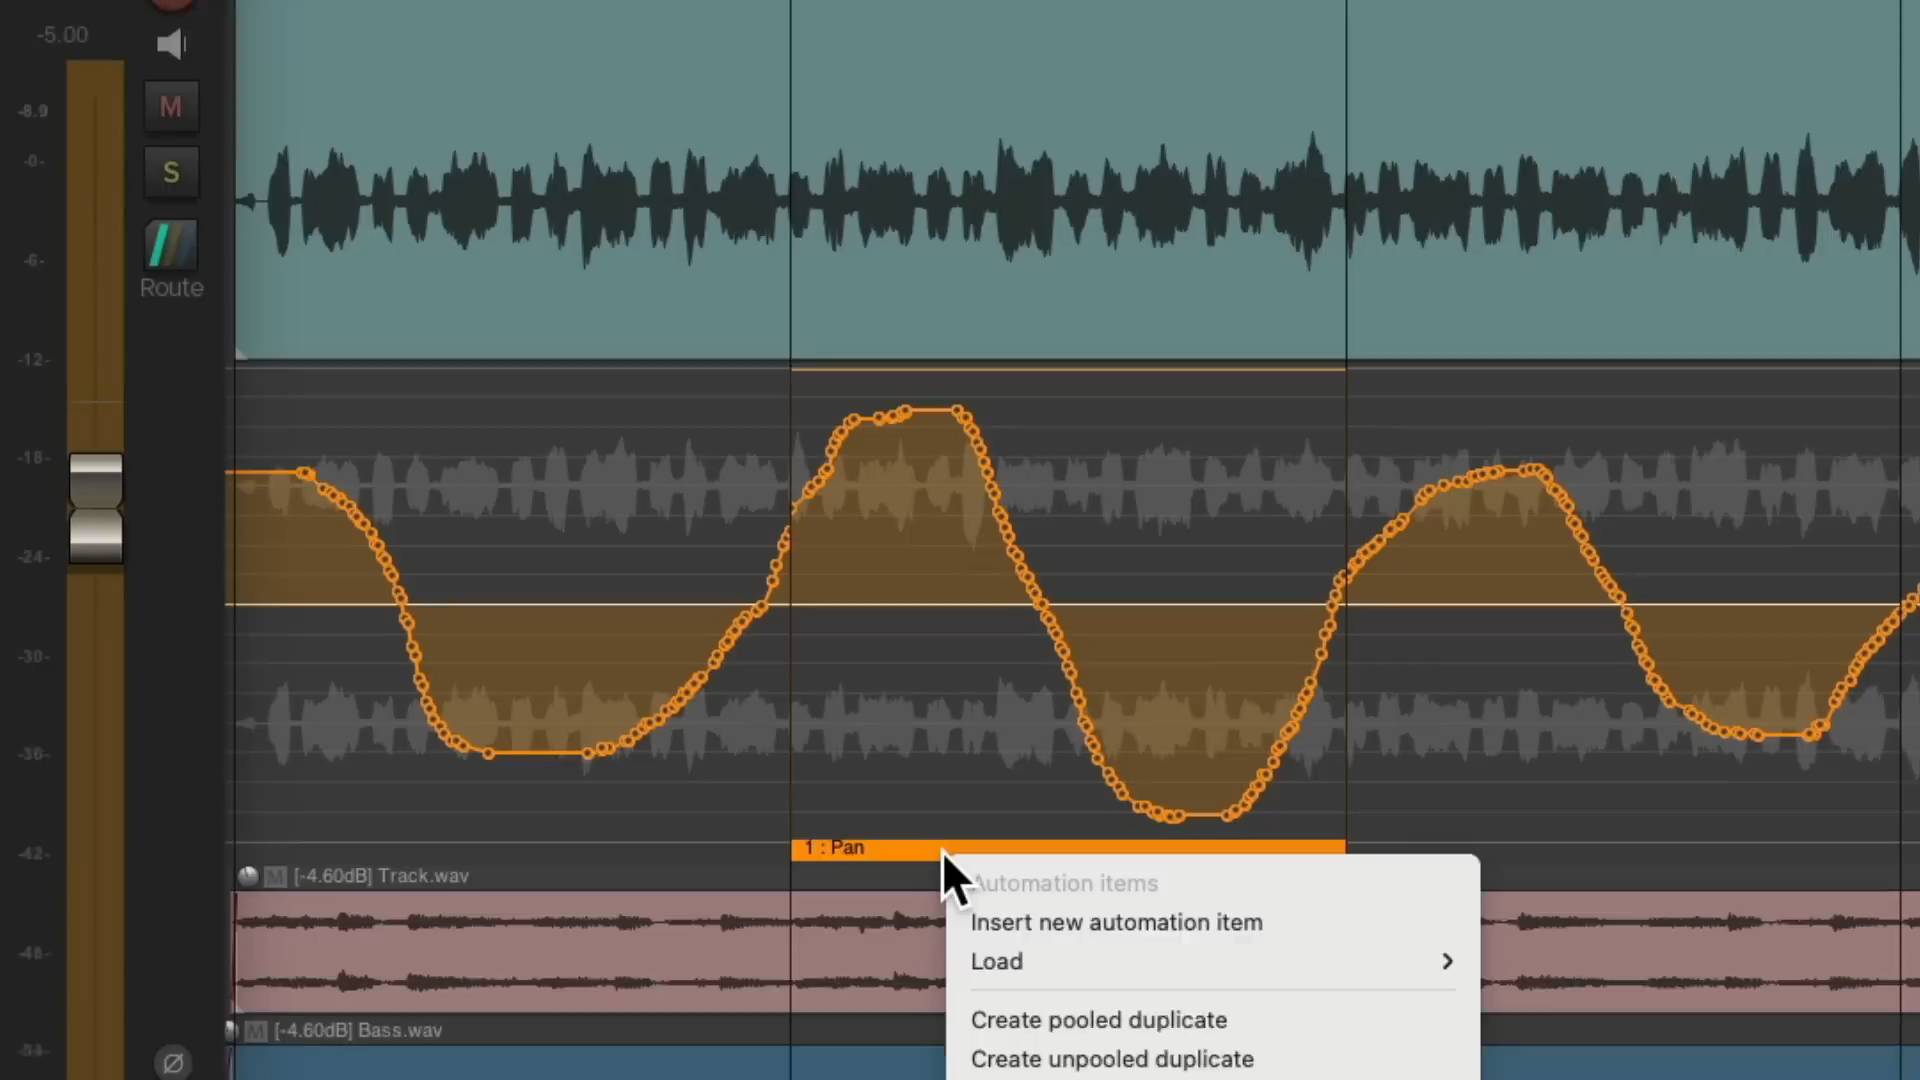 -5.00
-8.9
M
-0-
S
-6-
Route
-12-
-18-
-24-
-30-
-36-
1 : Pan
-42-
M [-4.60dB] Track.wav
Automation items
Insert new automation item
-48-
Load
Create pooled duplicate
M [-4.60dB] Bass.wav
Create unpooled duplicate